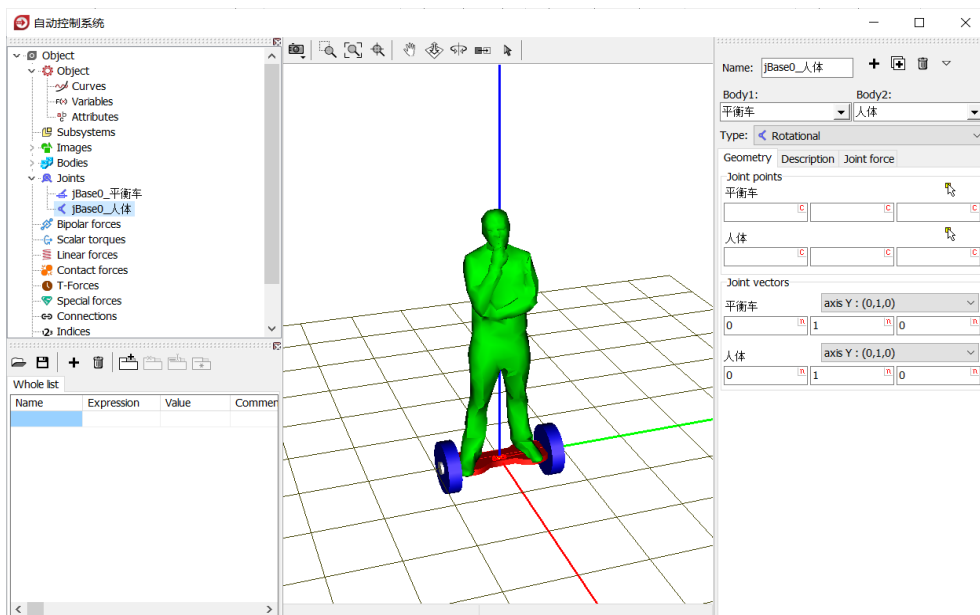 自动控制系统
Object
Object
Curves
F(x) Variables
Attributes
Subsystems
Images
Bodies
Joints
jBase0_平衡车
jBase0_人体
Bipolar forces
Scalar torques
Linear forces
Contact forces
T-Forces
Special forces
Connections
Indices
Whole list
Name Expression Value Commen
Name: jBase0_人体
Body1: Body2:
平衡车 人体
Type: Rotational
Geometry Description Joint force
Joint points
平衡车
C C C
人体
C C C
Joint vectors
平衡车 axis Y : (0,1,0)
0 n 1 n 0 n
人体 axis Y : (0,1,0)
0 n 1 n 0 n